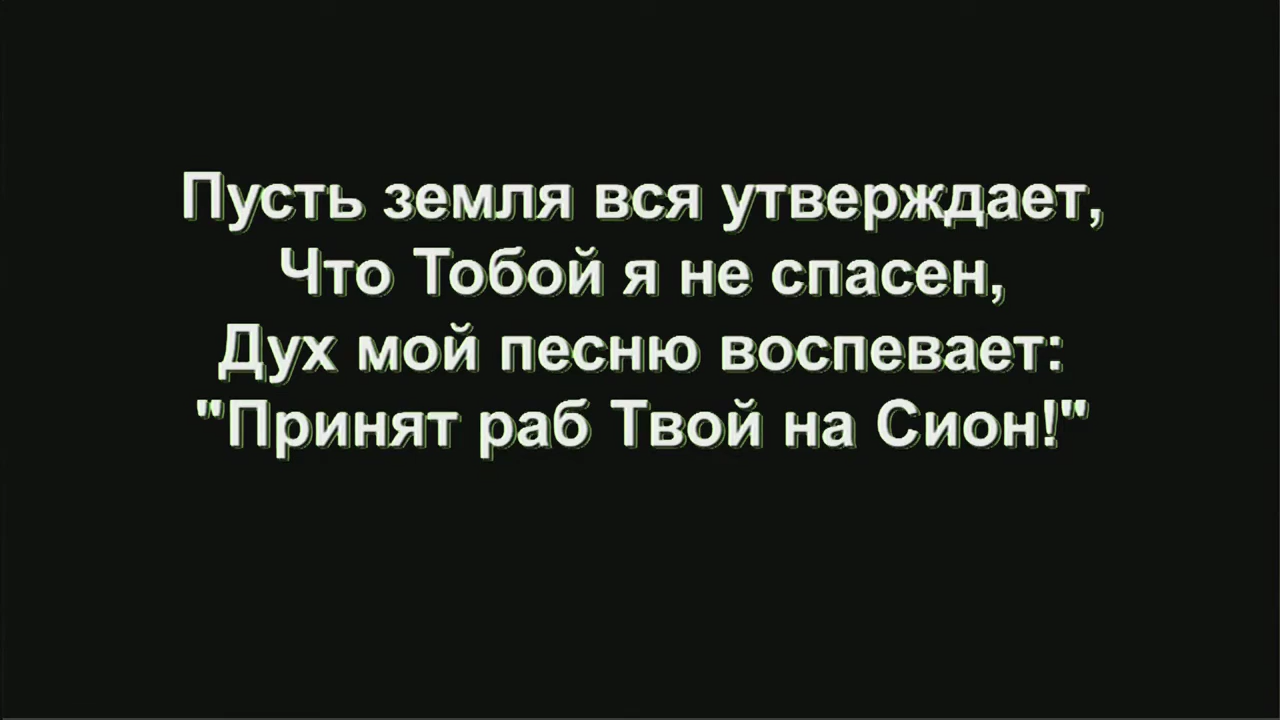 Пусть земля вся утверждает,
Что Тобой я не спасен,
Дух мой песню воспевает:
"Принят раб Твой на Сион!"